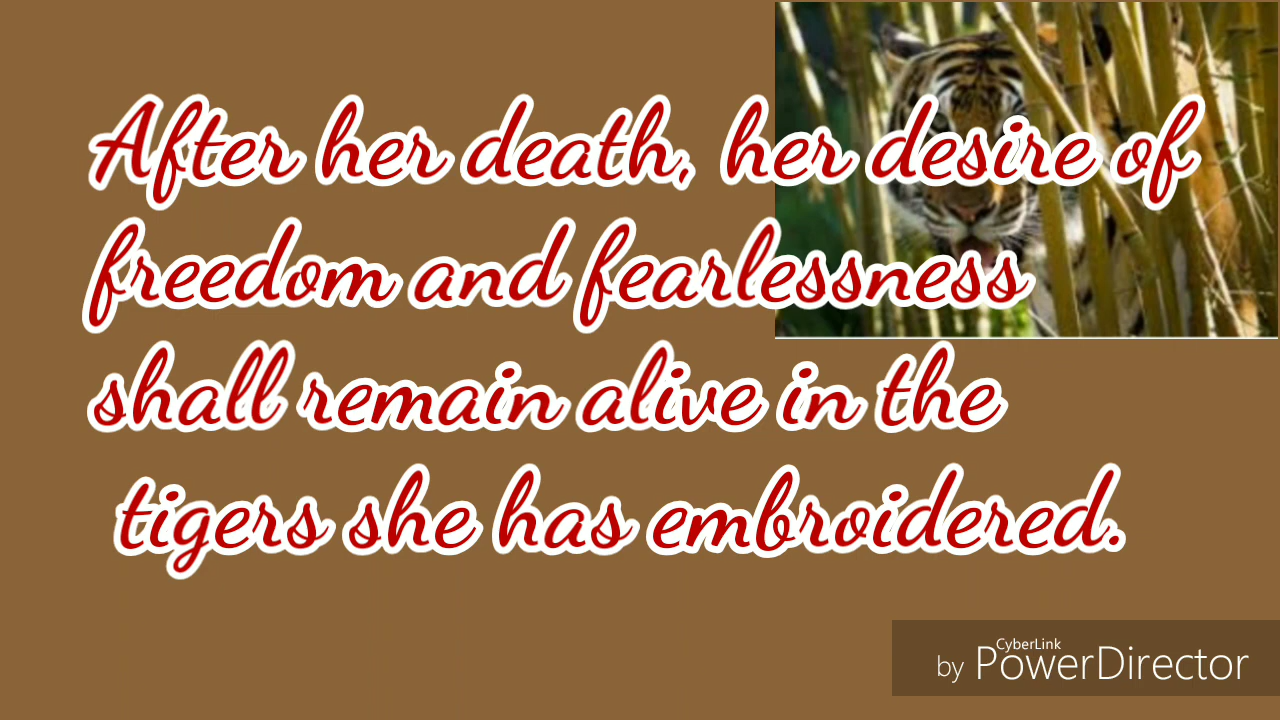 After her death, her desire of
freedom and fearlessness
shall remain alive in the
tigers she has embroidered.
by CyberLink PowerDirector